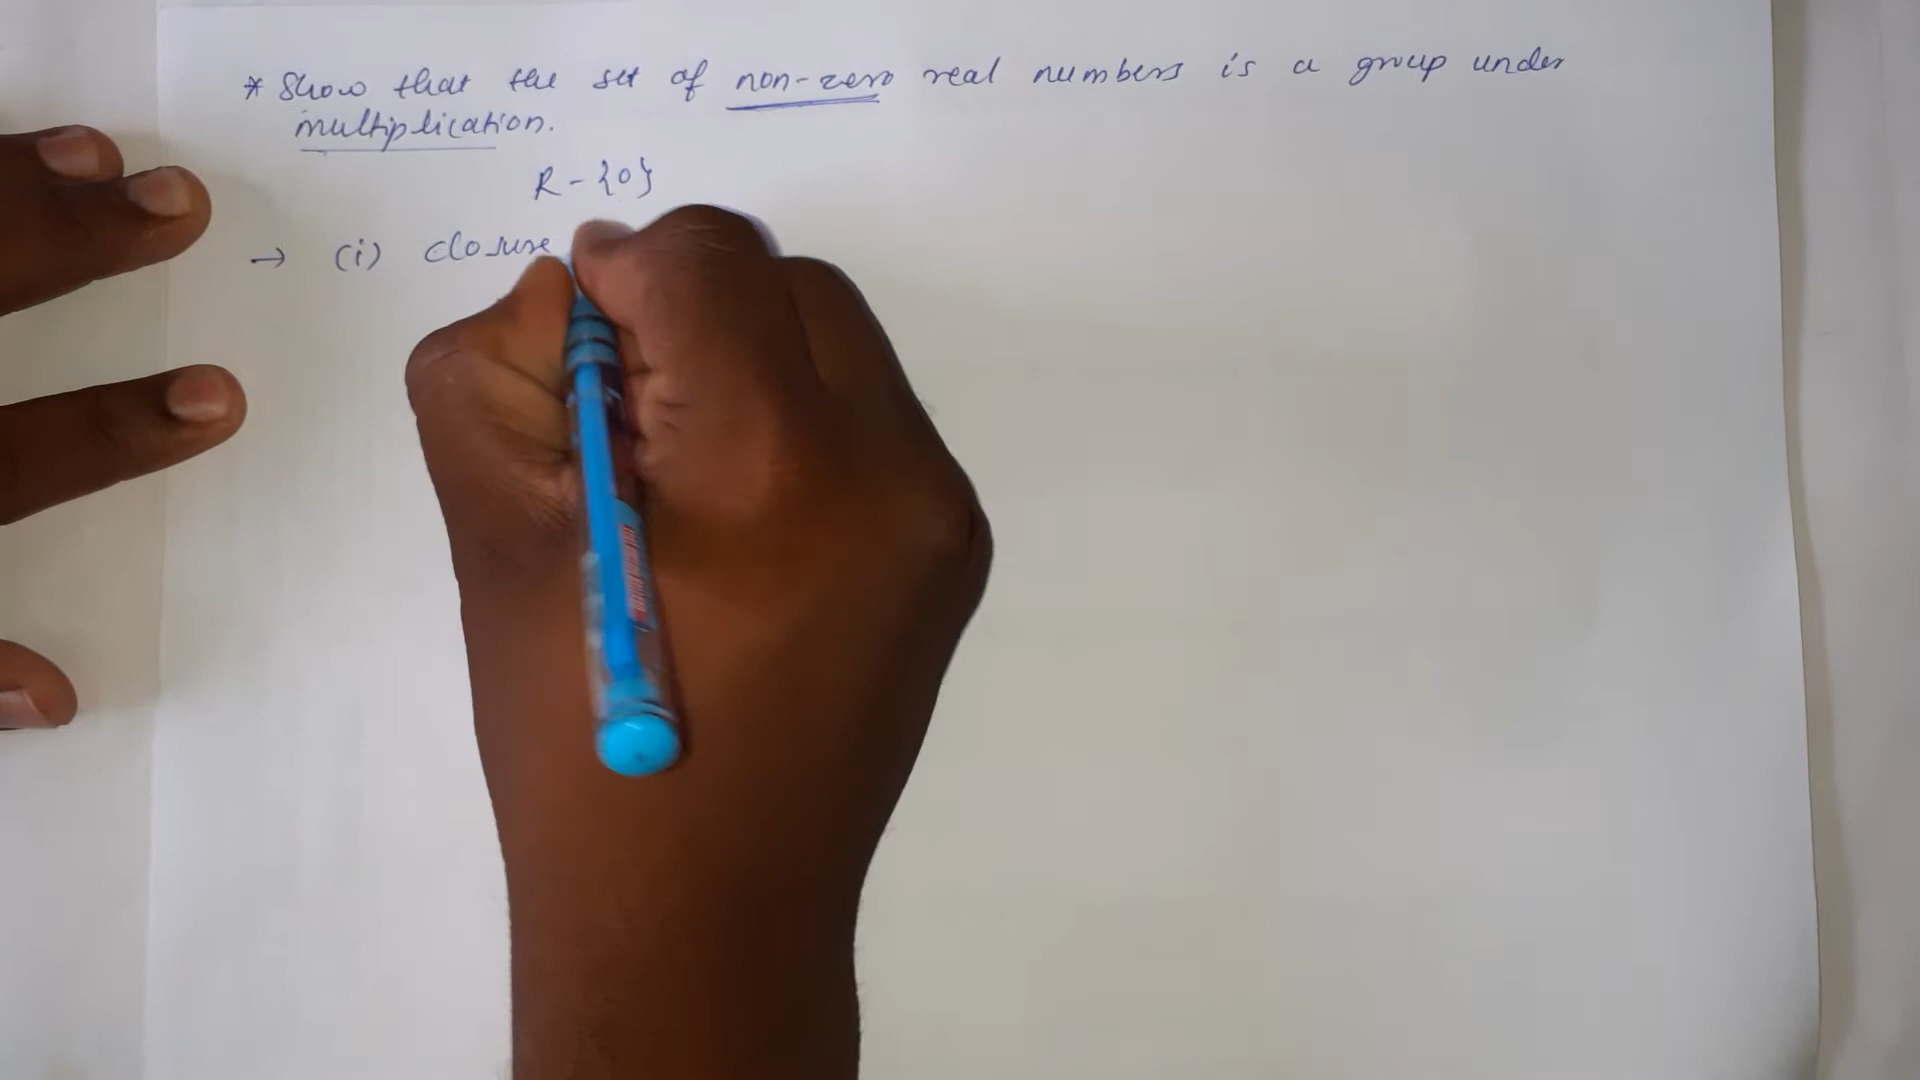 * Show that the set of non-zero real numbers is a group under
multiplication.
R - {0}
→ (i) closure